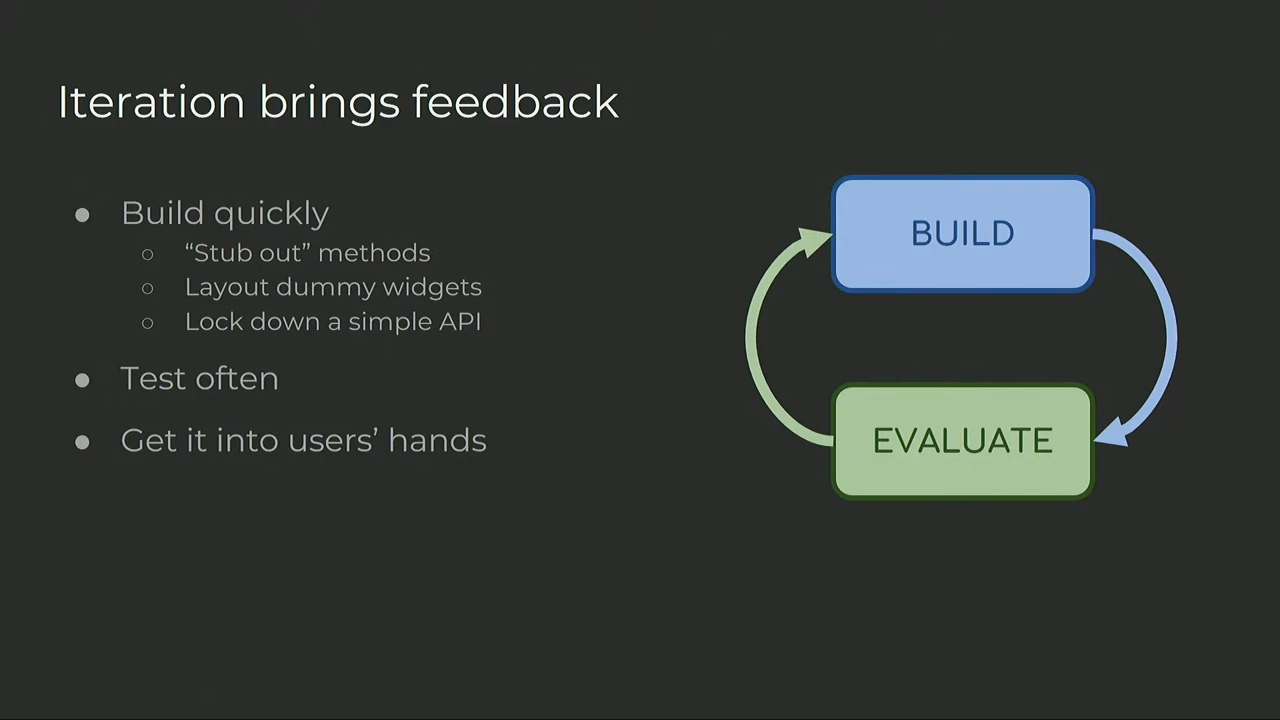 Iteration brings feedback
● Build quickly
○ “Stub out” methods
○ Layout dummy widgets
○ Lock down a simple API
● Test often
● Get it into users’ hands
BUILD
EVALUATE